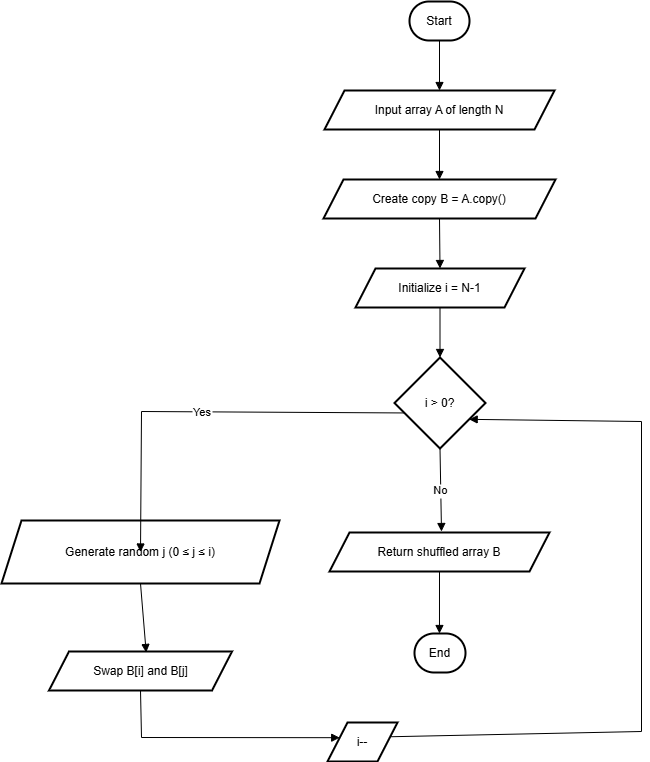 Start
Input array A of length N
Create copy B = A.copy()
Initialize i = N-1
i > 0?
Yes
No
Generate random j (0 ≤ j ≤ i)
Return shuffled array B
Swap B[i] and B[j]
End
i--